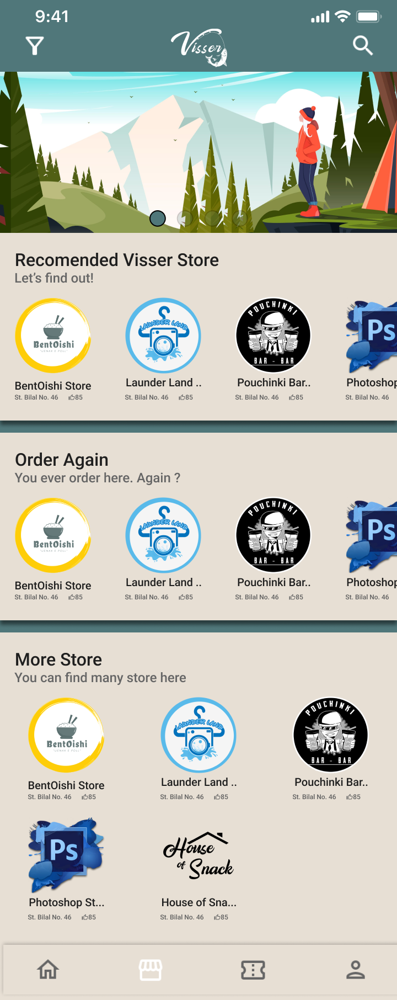 9:41
Visser
Recomended Visser Store
Let's find out!
BentOishi
"UENAK E POLL"
LAUNDER LAND
POUCHINKI
BAR - BAR
Ps
BentOishi Store
Launder Land ..
Pouchinki Bar..
Photoshop
St. Bilal No. 46 85
St. Bilal No. 46 85
St. Bilal No. 46 85
St. Bilal No. 46
Order Again
You ever order here. Again ?
BentOishi
"UENAK E POLL"
LAUNDER LAND
POUCHINKI
BAR - BAR
Ps
BentOishi Store
Launder Land ..
Pouchinki Bar..
Photoshop
St. Bilal No. 46 85
St. Bilal No. 46 85
St. Bilal No. 46 85
St. Bilal No. 46
More Store
You can find many store here
BentOishi
"UENAK E POLL"
LAUNDER LAND
POUCHINKI
BAR - BAR
BentOishi Store
Launder Land ..
Pouchinki Bar..
St. Bilal No. 46 85
St. Bilal No. 46 85
St. Bilal No. 46 85
Ps
House
of Snack
Photoshop St...
House of Sna...
St. Bilal No. 46 85
St. Bilal No. 46 85